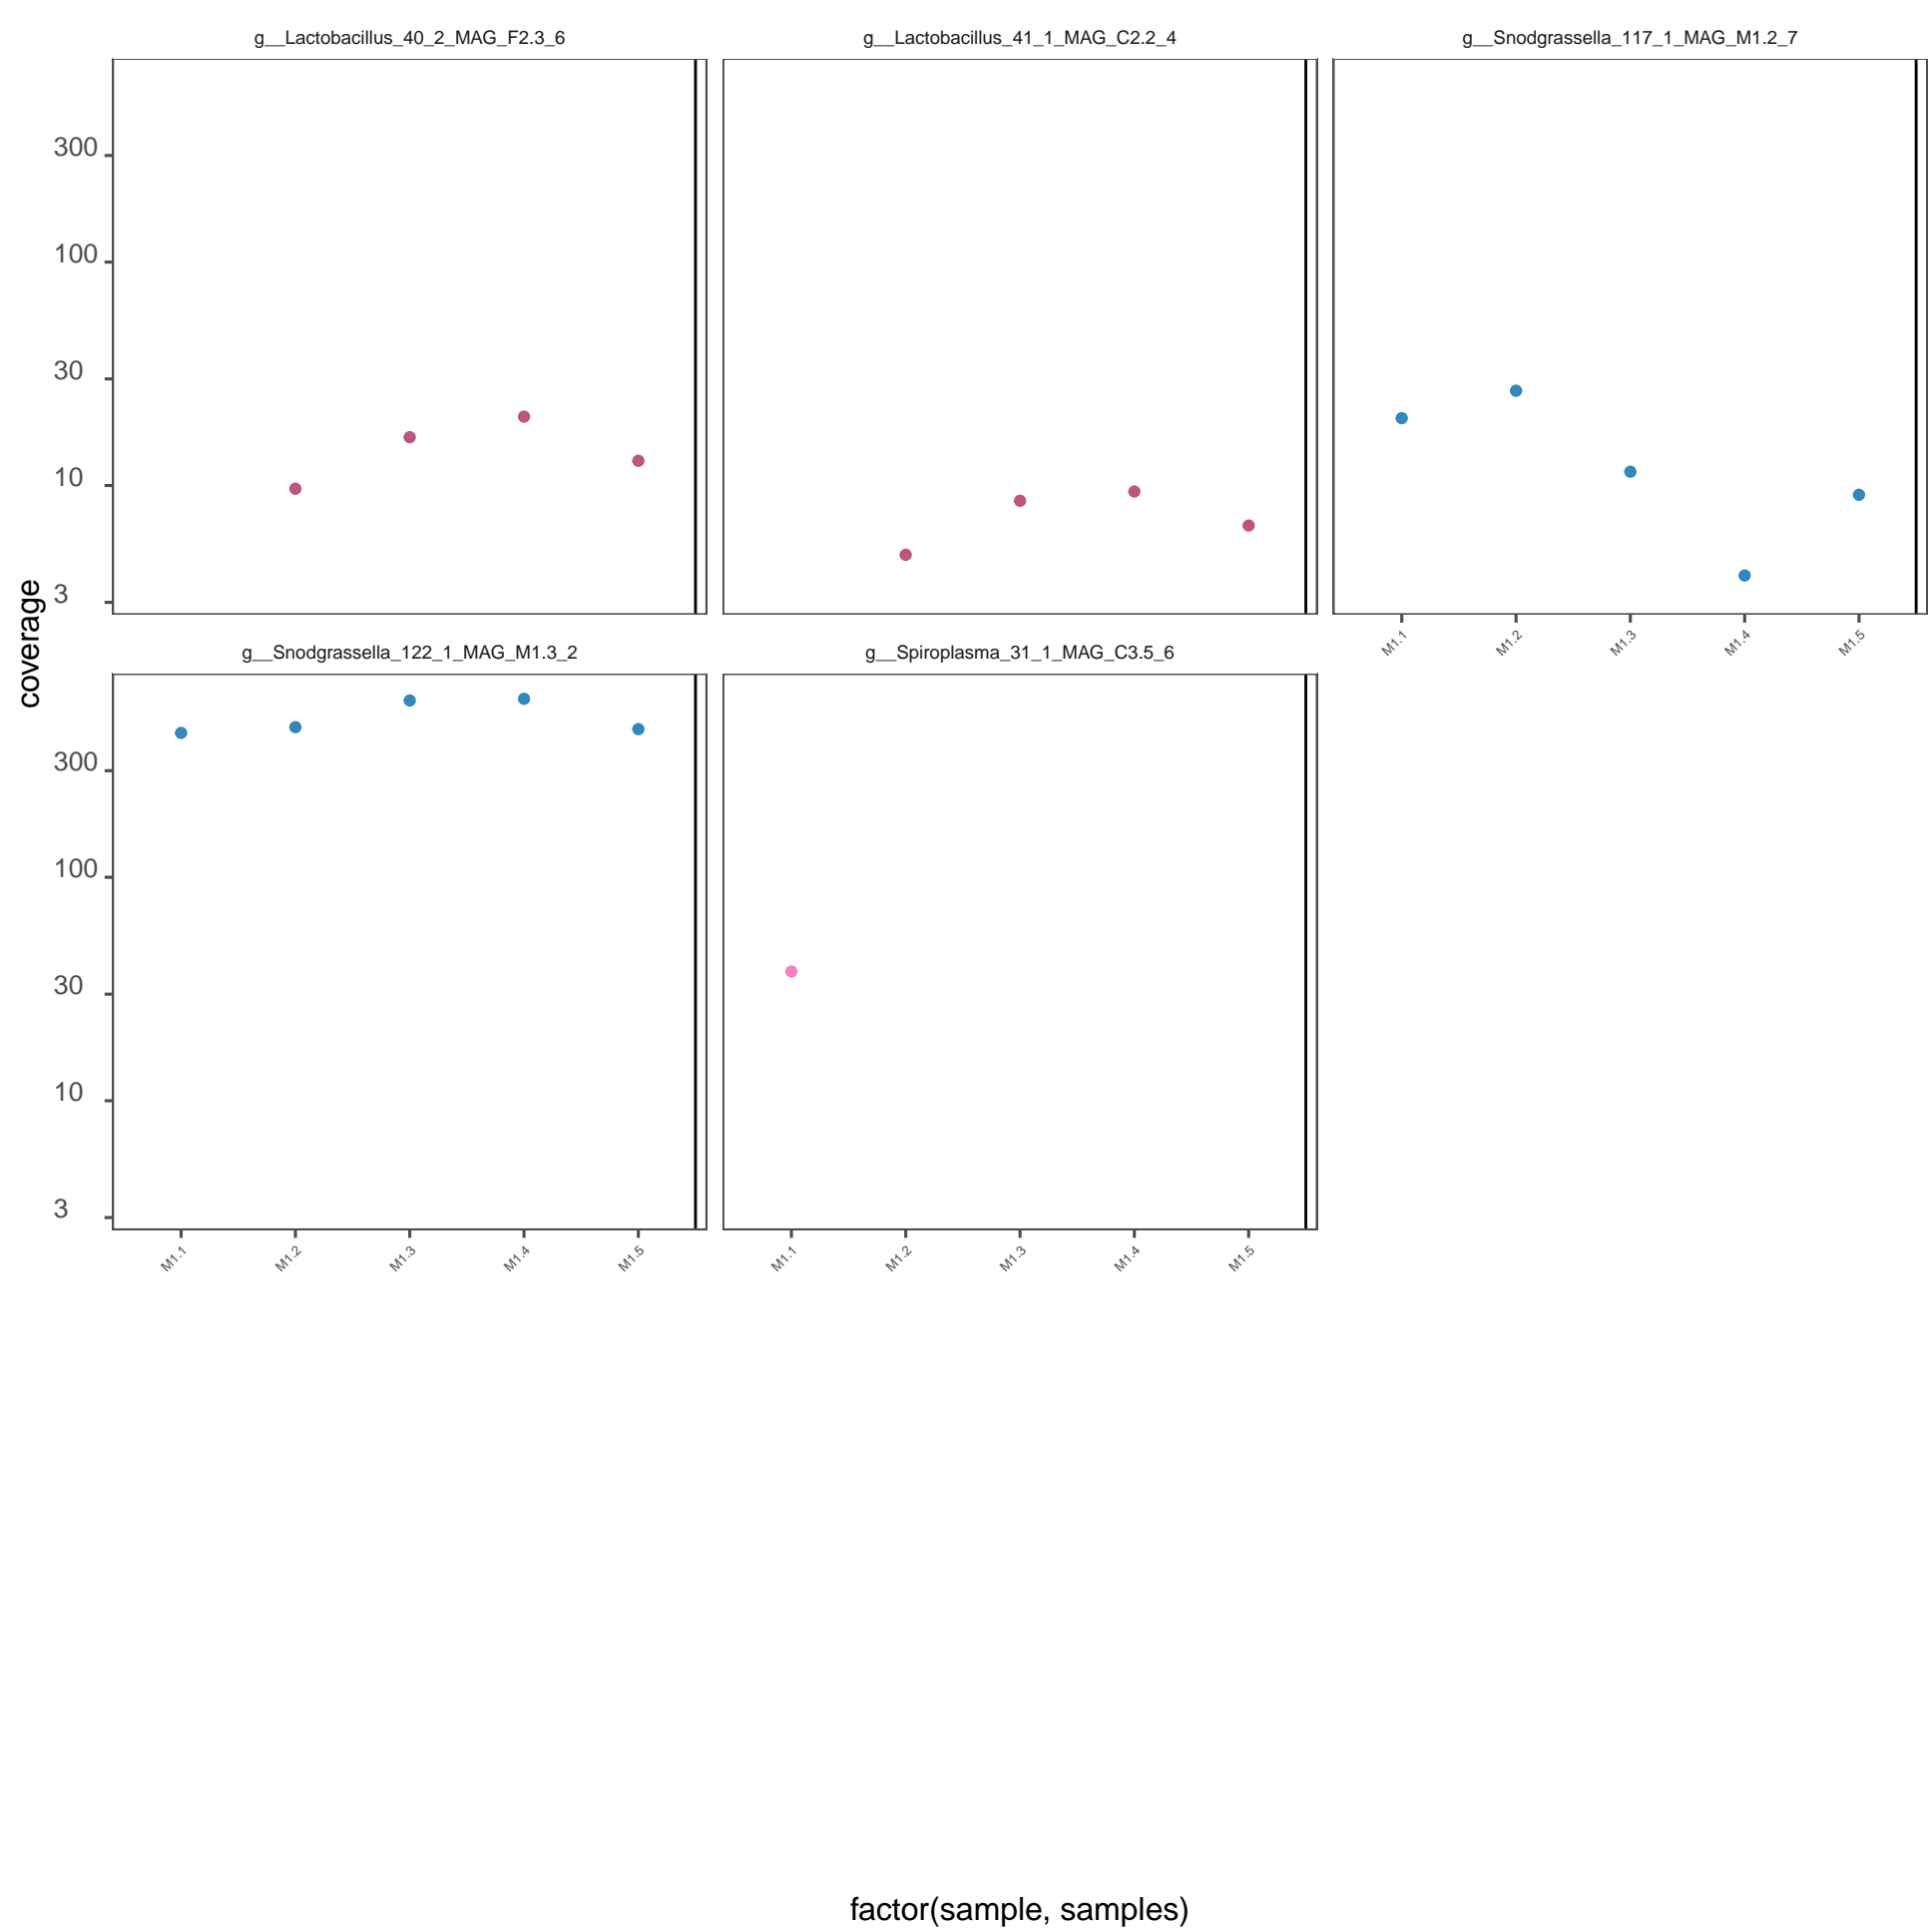 g__Lactobacillus_40_2_MAG_F2.3_6
g__Lactobacillus_41_1_MAG_C2.2_4
g__Snodgrassella_117_1_MAG_M1.2_7
300
100
30
10
3
M1.1
M1.2
M1.3
M1.4
M1.5
coverage
g__Snodgrassella_122_1_MAG_M1.3_2
g__Spiroplasma_31_1_MAG_C3.5_6
300
100
30
10
3
M1.1
M1.2
M1.3
M1.4
M1.5
M1.1
M1.2
M1.3
M1.4
M1.5
factor(sample, samples)